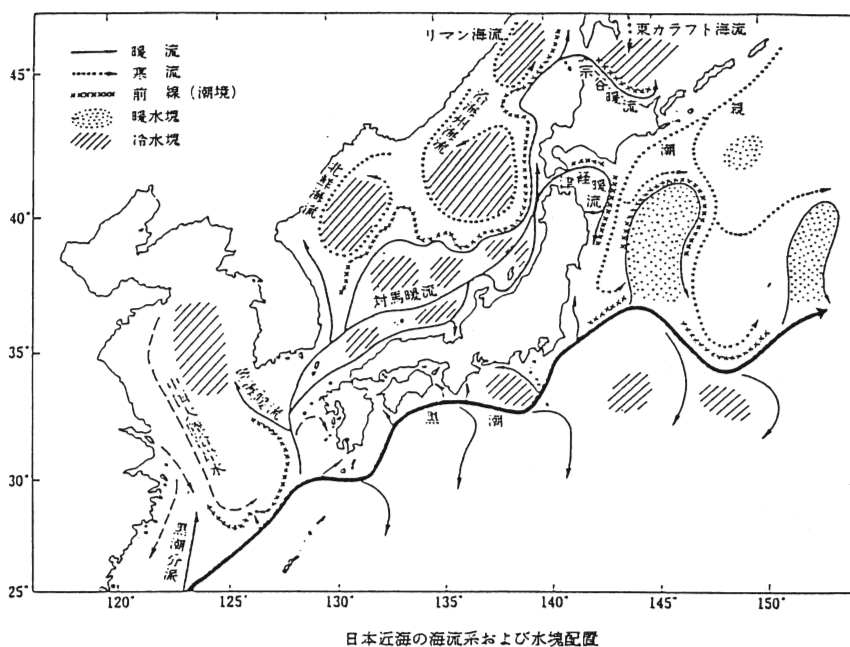 暖流
寒流
前線(潮境)
暖水塊
冷水塊
リマン海流
東カラフト海流
宗谷暖流
沿海州海流
北鮮海流
親
潮
津軽暖流
対馬暖流
黄海暖流
中国大陸沿岸水
黒潮
黒潮分派
45°
40°
35°
30°
25°
120°
125°
130°
135°
140°
145°
150°
日本近海の海流系および水塊配置